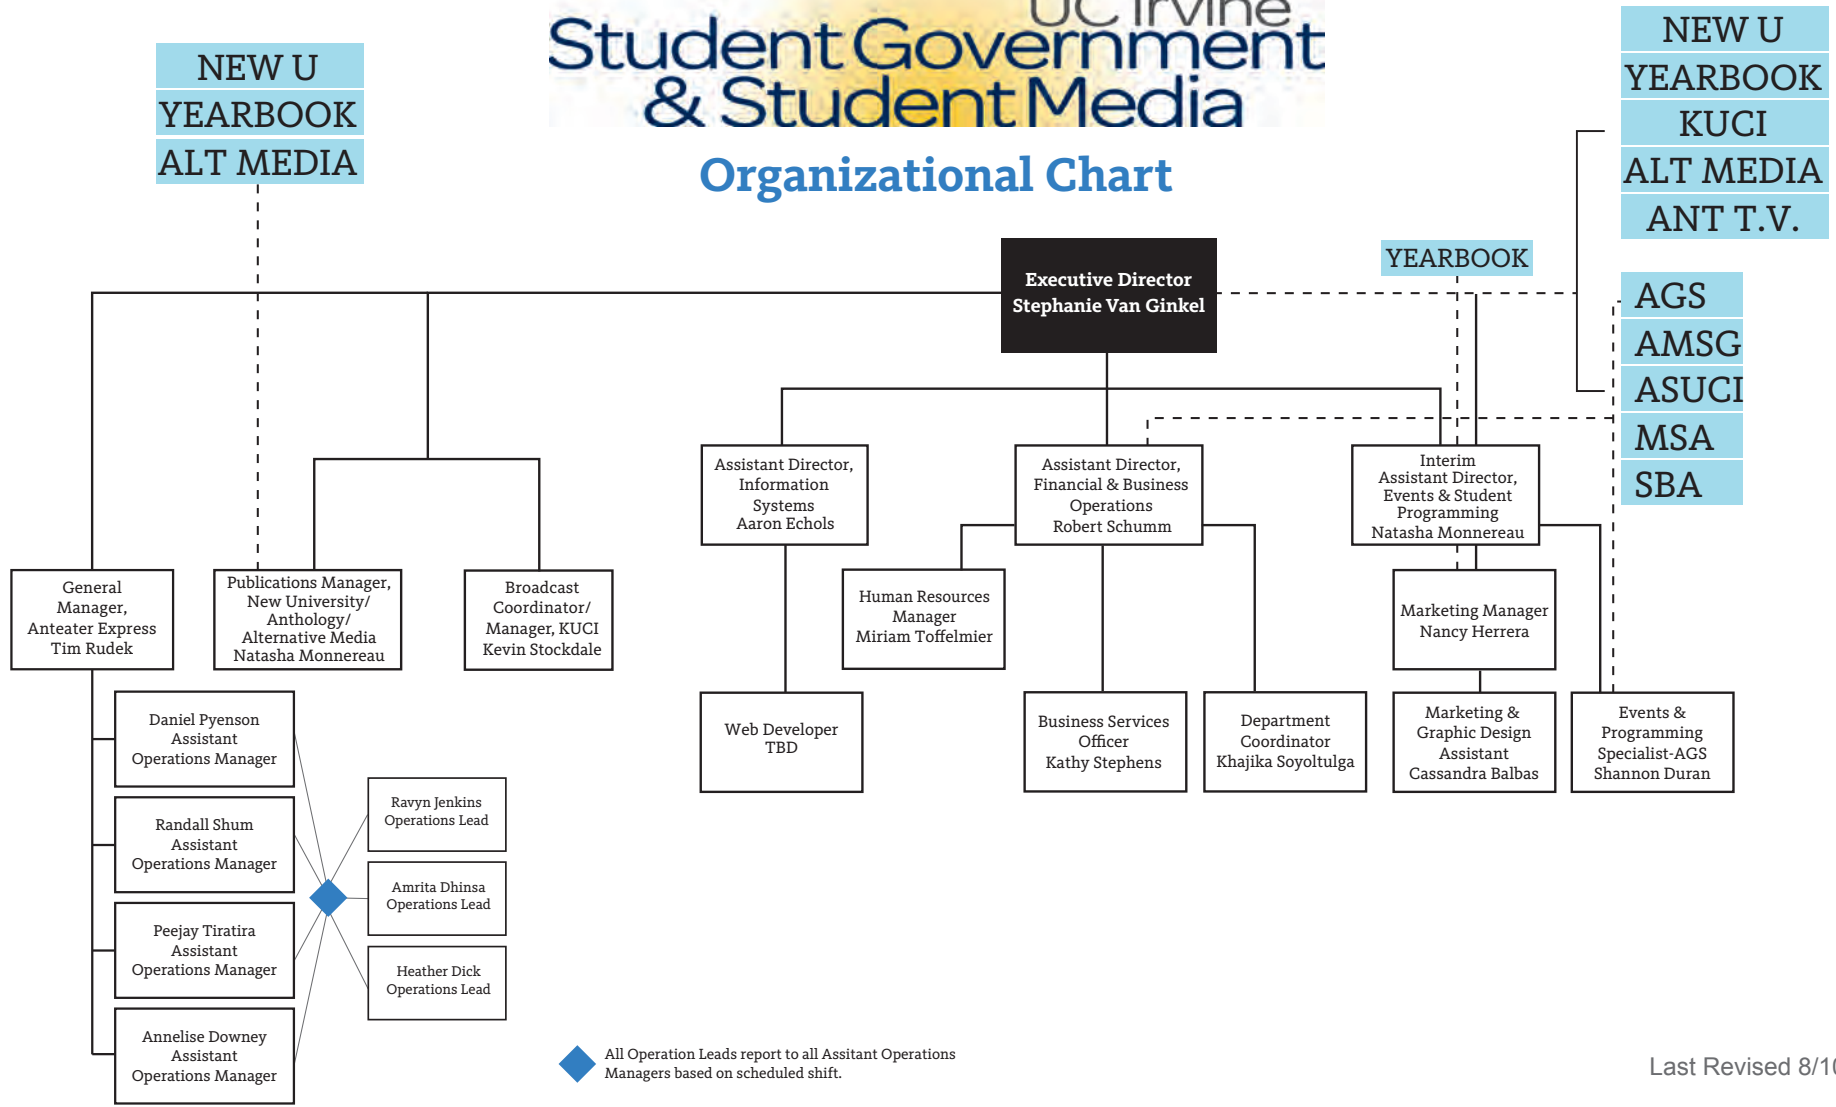 UC Irvine
Student Government
& Student Media
Organizational Chart
NEW U
YEARBOOK
ALT MEDIA
NEW U
YEARBOOK
KUCI
ALT MEDIA
ANT T.V.
YEARBOOK
AGS
AMSG
ASUCI
MSA
SBA
Executive Director
Stephanie Van Ginkel
Assistant Director,
Information
Systems
Aaron Echols
Assistant Director,
Financial & Business
Operations
Robert Schumm
Interim
Assistant Director,
Events & Student
Programming
Natasha Monnereau
General
Manager,
Anteater Express
Tim Rudek
Publications Manager,
New University/
Anthology/
Alternative Media
Natasha Monnereau
Broadcast
Coordinator/
Manager, KUCI
Kevin Stockdale
Human Resources
Manager
Miriam Toffelmier
Marketing Manager
Nancy Herrera
Web Developer
TBD
Business Services
Officer
Kathy Stephens
Department
Coordinator
Khajika Soyoltulga
Marketing &
Graphic Design
Assistant
Cassandra Balbas
Events &
Programming
Specialist-AGS
Shannon Duran
Daniel Pyenson
Assistant
Operations Manager
Randall Shum
Assistant
Operations Manager
Peejay Tiratira
Assistant
Operations Manager
Annelise Downey
Assistant
Operations Manager
Ravyn Jenkins
Operations Lead
Amrita Dhinsa
Operations Lead
Heather Dick
Operations Lead
All Operation Leads report to all Assitant Operations
Managers based on scheduled shift.
Last Revised 8/10